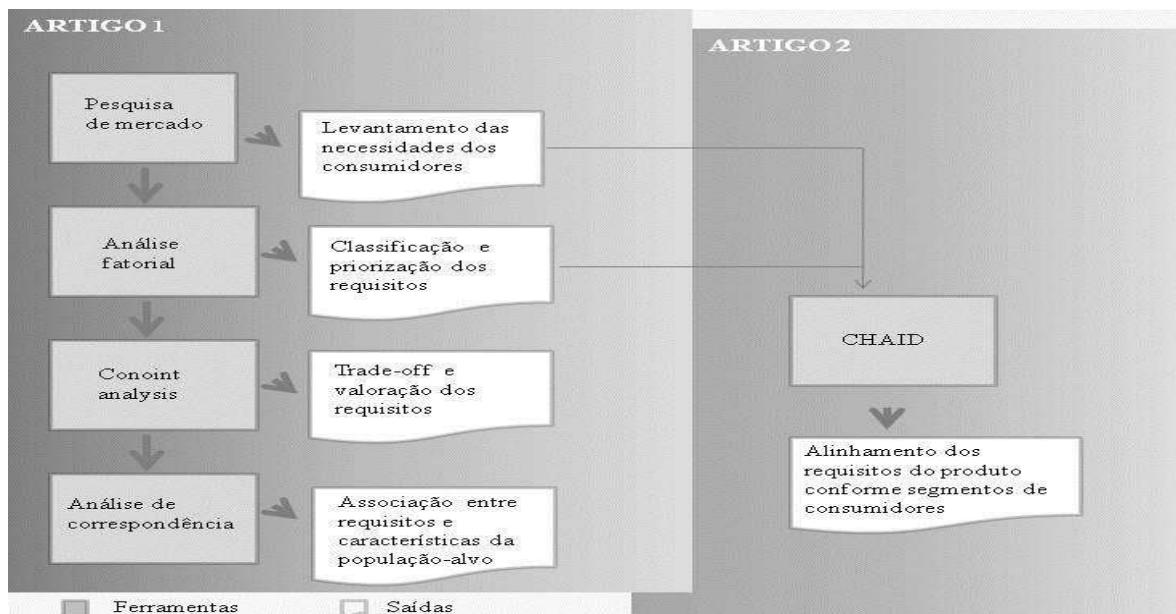 ARTIGO 1
Pesquisa
de mercado
Levantamento das
necessidades dos
consumidores
Análise
fatorial
Classificação e
priorização dos
requisitos
Conoint
analysis
Trade-off e
valoração dos
requisitos
Análise de
correspondência
Associação entre
requisitos e
características da
população-alvo
Ferramentas
Saídas
ARTIGO 2
CHAID
Alinhamento dos
requisitos do produto
conforme segmentos de
consumidores